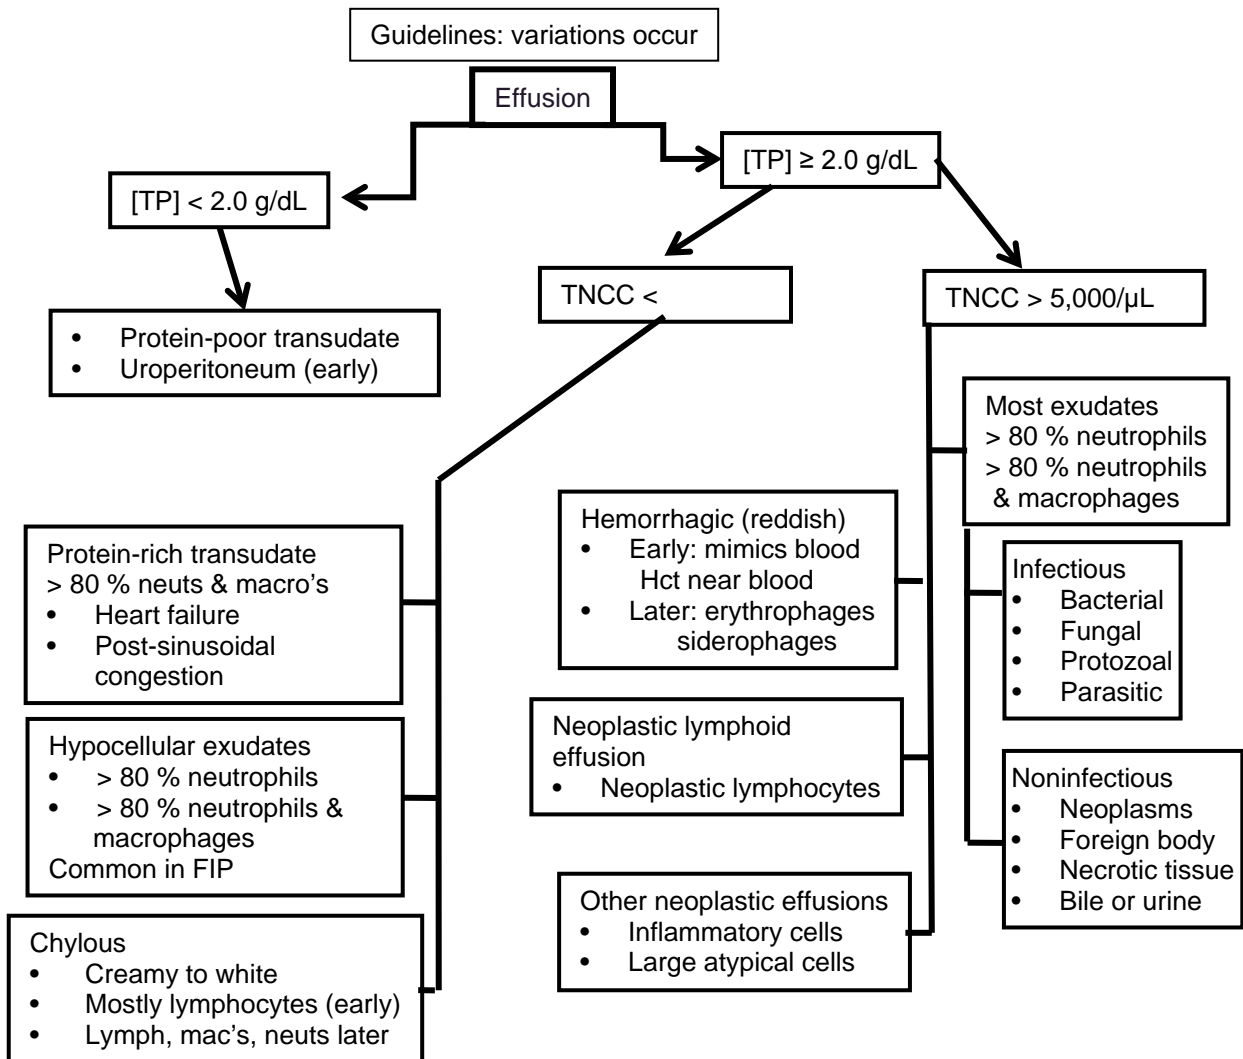 Guidelines: variations occur
Effusion
[TP] ≥ 2.0 g/dL
[TP] < 2.0 g/dL
TNCC <
TNCC > 5,000/µL
• Protein-poor transudate
• Uroperitoneum (early)
Most exudates
> 80 % neutrophils
> 80 % neutrophils
& macrophages
Hemorrhagic (reddish)
• Early: mimics blood
Hct near blood
• Later: erythrophages
siderophages
Protein-rich transudate
> 80 % neuts & macro's
• Heart failure
• Post-sinusoidal
congestion
Infectious
• Bacterial
• Fungal
• Protozoal
• Parasitic
Neoplastic lymphoid
effusion
• Neoplastic lymphocytes
Hypocellular exudates
• > 80 % neutrophils
• > 80 % neutrophils &
macrophages
Common in FIP
Noninfectious
• Neoplasms
• Foreign body
• Necrotic tissue
• Bile or urine
Other neoplastic effusions
• Inflammatory cells
• Large atypical cells
Chylous
• Creamy to white
• Mostly lymphocytes (early)
• Lymph, mac's, neuts later